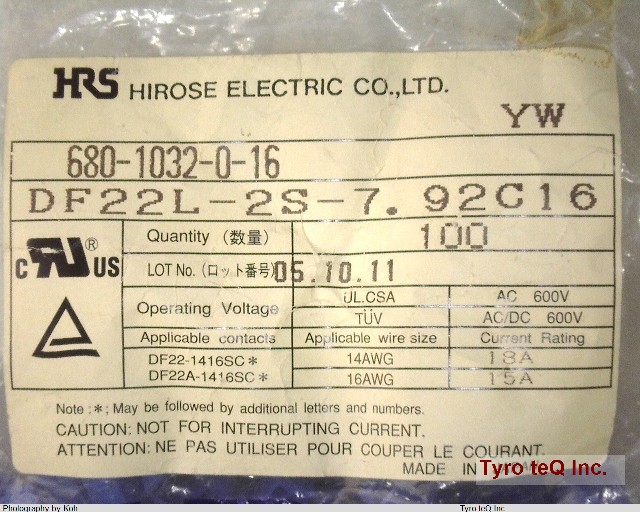 HRS HIROSE ELECTRIC CO.,LTD.
YW
680-1032-0-16
DF22L-2S-7.92C16
Quantity (数量) 100
LOT No. (ロット番号) 05.10.11
c RU ® US
Operating Voltage UL.CSA AC 600V
TÜV AC/DC 600V
Applicable contacts Applicable wire size Current Rating
DF22-1416SC* 14AWG 18A
DF22A-1416SC* 16AWG 15A
Note : *; May be followed by additional letters and numbers.
CAUTION: NOT FOR INTERRUPTING CURRENT.
ATTENTION: NE PAS UTILISER POUR COUPER LE COURANT.
MADE IN
Tyro teQ Inc.
Photography by Koh Tyro teQ Inc